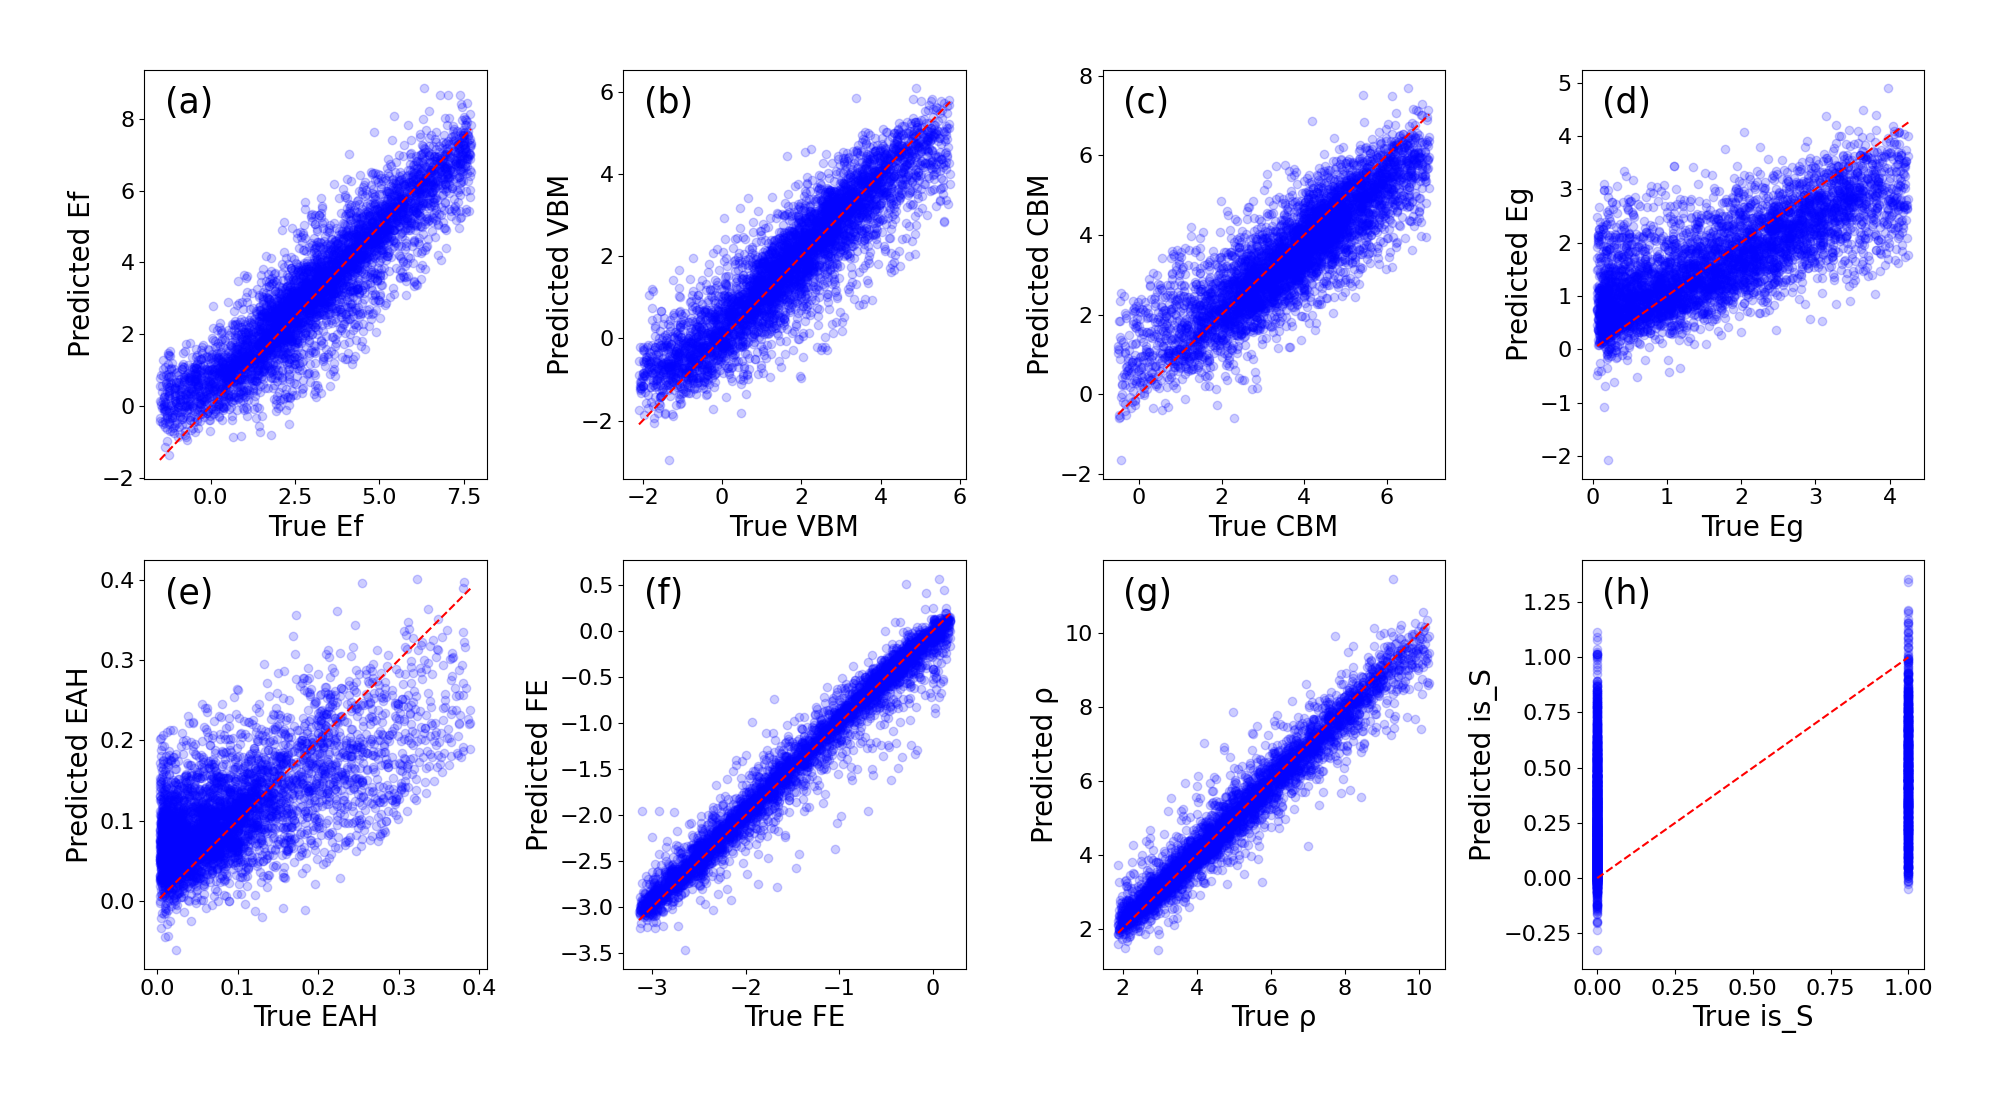 (a)
Predicted Ef
8
6
4
2
0
−2
0.0 2.5 5.0 7.5
True Ef
(b)
Predicted VBM
6
4
2
0
−2
−2 0 2 4 6
True VBM
(c)
Predicted CBM
8
6
4
2
0
−2
0 2 4 6
True CBM
(d)
Predicted Eg
5
4
3
2
1
0
−1
−2
0 1 2 3 4
True Eg
(e)
Predicted EAH
0.4
0.3
0.2
0.1
0.0
0.0 0.1 0.2 0.3 0.4
True EAH
(f)
Predicted FE
0.5
0.0
−0.5
−1.0
−1.5
−2.0
−2.5
−3.0
−3.5
−3 −2 −1 0
True FE
(g)
Predicted ρ
10
8
6
4
2
2 4 6 8 10
True ρ
(h)
Predicted is_S
1.25
1.00
0.75
0.50
0.25
0.00
−0.25
0.00 0.25 0.50 0.75 1.00
True is_S